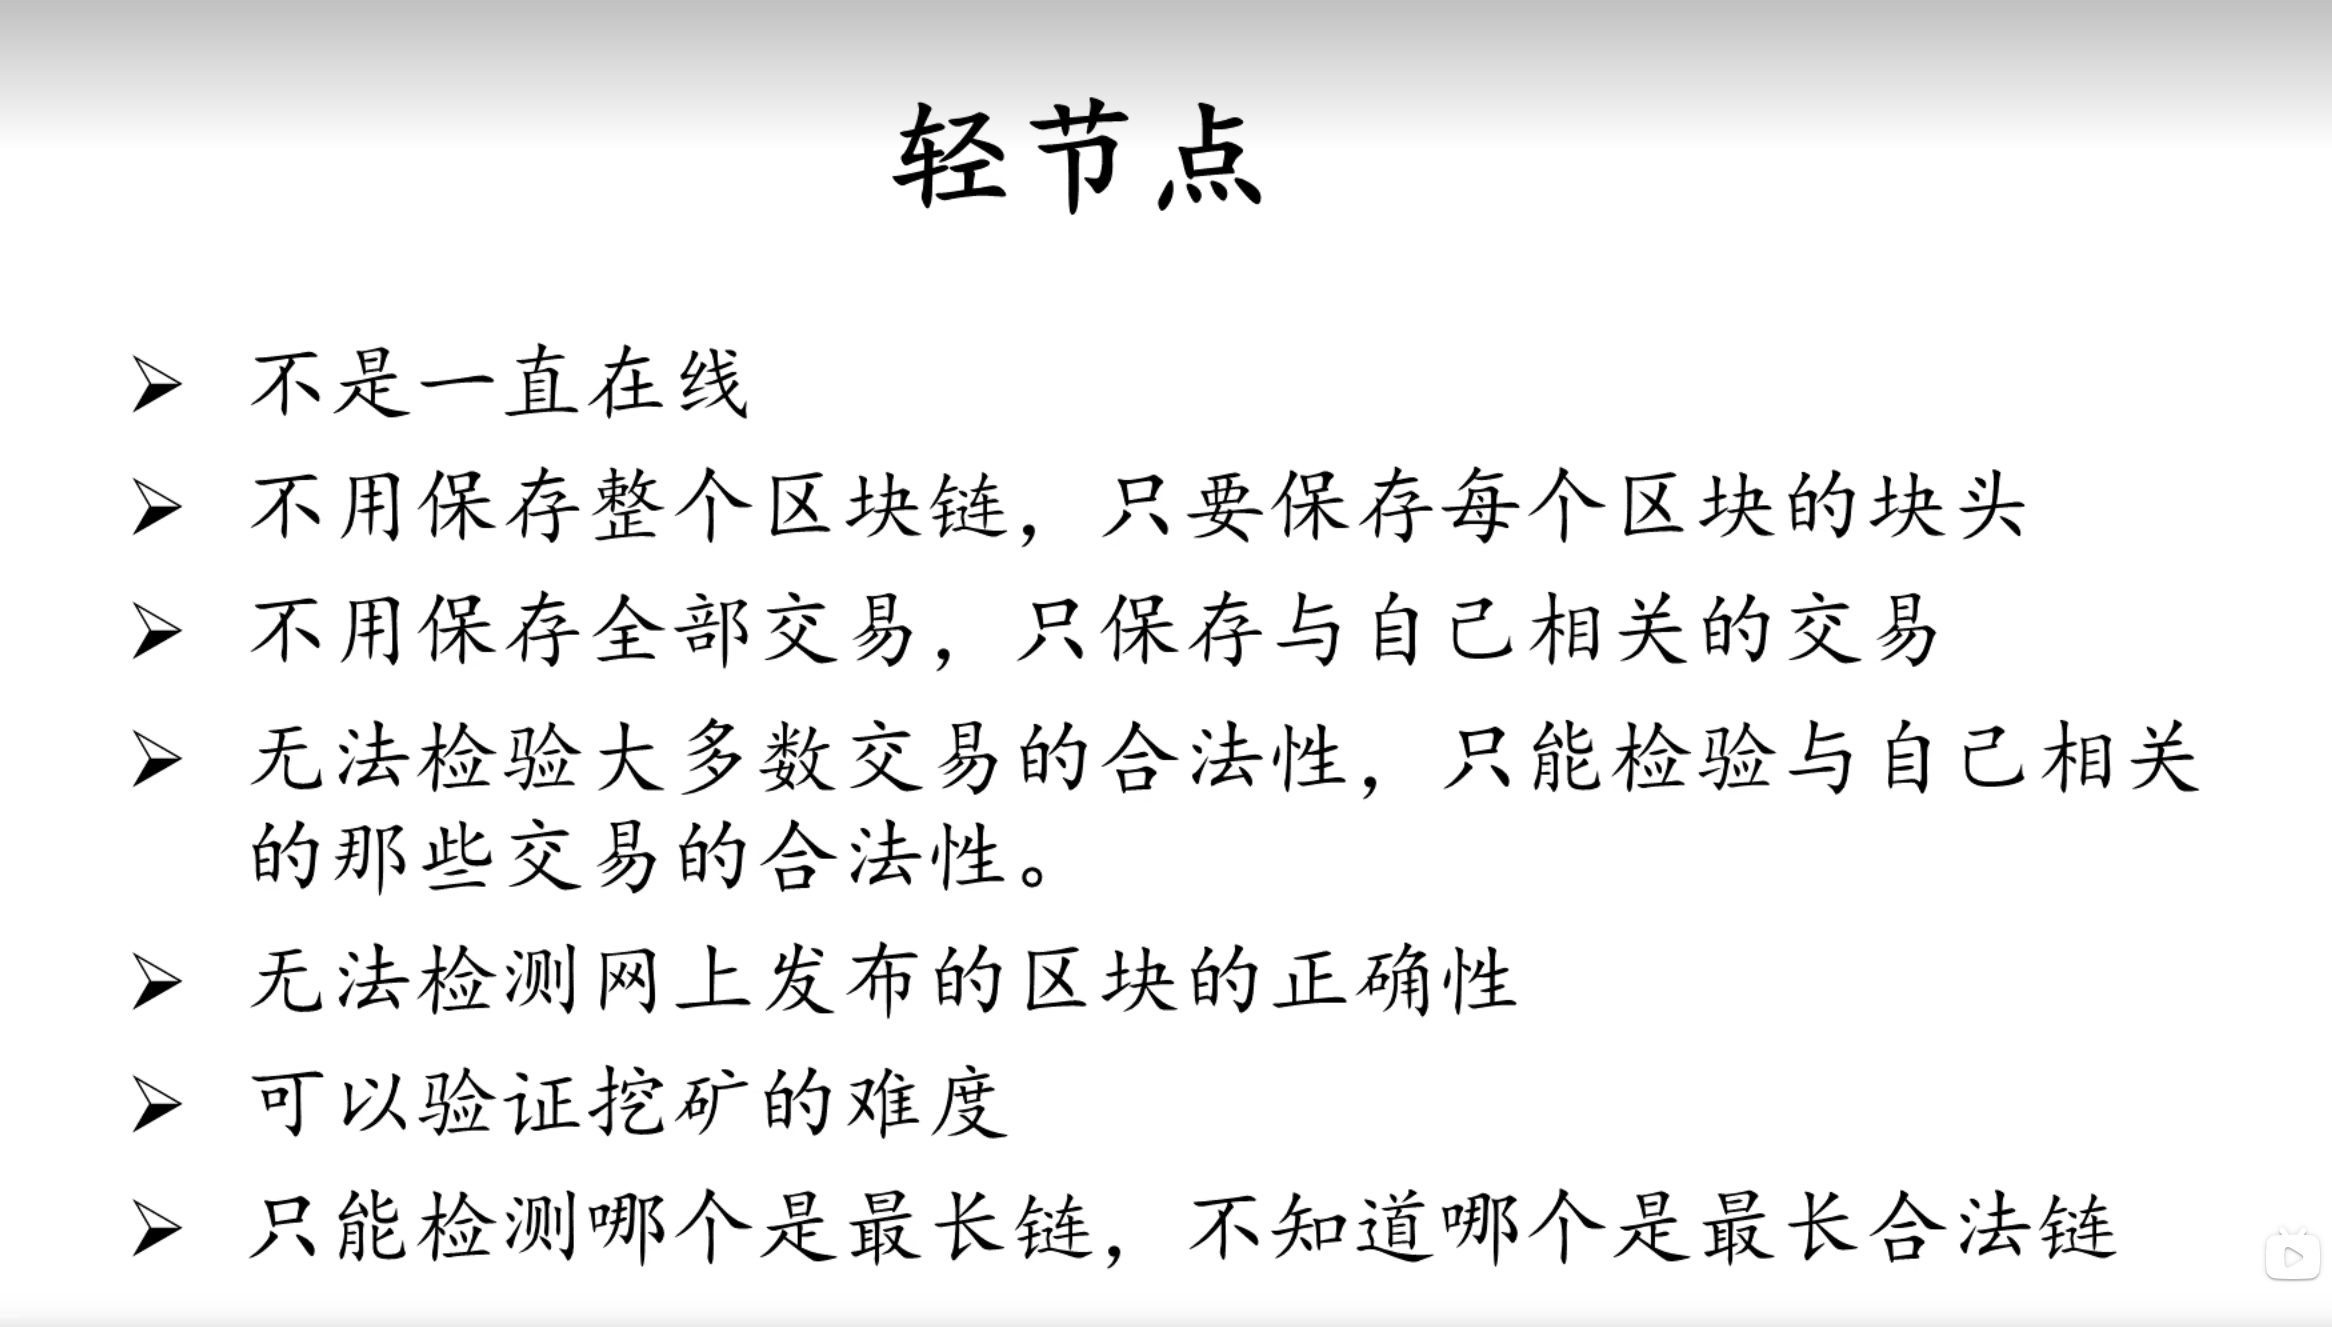 轻节点
不是一直在线
不用保存整个区块链，只要保存每个区块的块头
不用保存全部交易，只保存与自己相关的交易
无法检验大多数交易的合法性，只能检验与自己相关
的那些交易的合法性。
无法检测网上发布的区块的正确性
可以验证挖矿的难度
只能检测哪个是最长链，不知道哪个是最长合法链